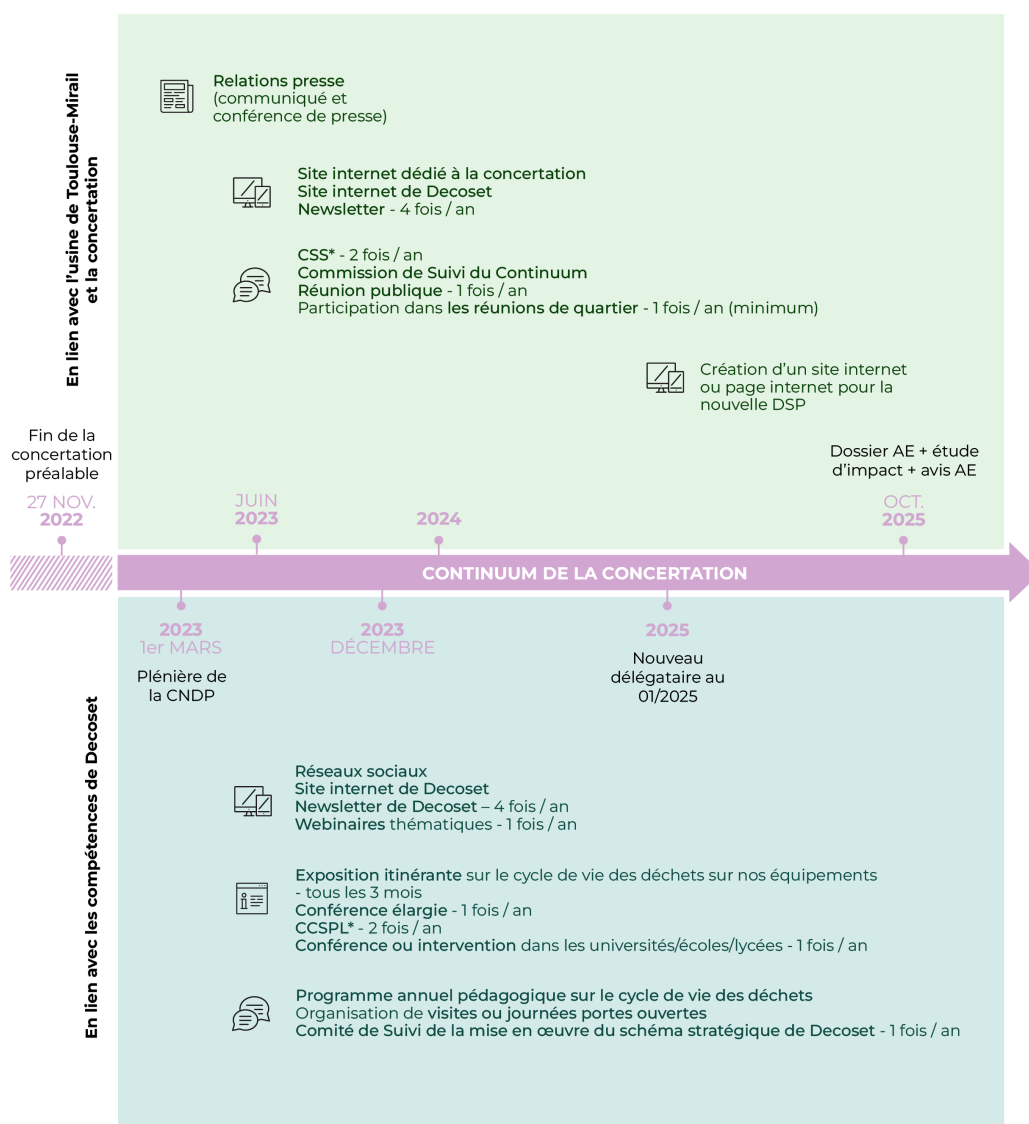 En lien avec l’usine de Toulouse-Mirail
et la concertation
Relations presse
(communiqué et
conférence de presse)
Site internet dédié à la concertation
Site internet de Decoset
Newsletter - 4 fois / an
CSS* - 2 fois / an
Commission de Suivi du Continuum
Réunion publique - 1 fois / an
Participation dans les réunions de quartier - 1 fois / an (minimum)
Création d’un site internet
ou page internet pour la
nouvelle DSP
Fin de la
concertation
préalable
27 NOV.
2022
JUIN
2023
2024
Dossier AE + étude
d’impact + avis AE
OCT.
2025
CONTINUUM DE LA CONCERTATION
2023
1er MARS
Plénière de
la CNDP
2023
DÉCEMBRE
2025
Nouveau
délégataire au
01/2025
En lien avec les compétences de Decoset
Réseaux sociaux
Site internet de Decoset
Newsletter de Decoset – 4 fois / an
Webinaires thématiques - 1 fois / an
Exposition itinérante sur le cycle de vie des déchets sur nos équipements
- tous les 3 mois
Conférence élargie - 1 fois / an
CCSPL* - 2 fois / an
Conférence ou intervention dans les universités/écoles/lycées - 1 fois / an
Programme annuel pédagogique sur le cycle de vie des déchets
Organisation de visites ou journées portes ouvertes
Comité de Suivi de la mise en œuvre du schéma stratégique de Decoset - 1 fois / an